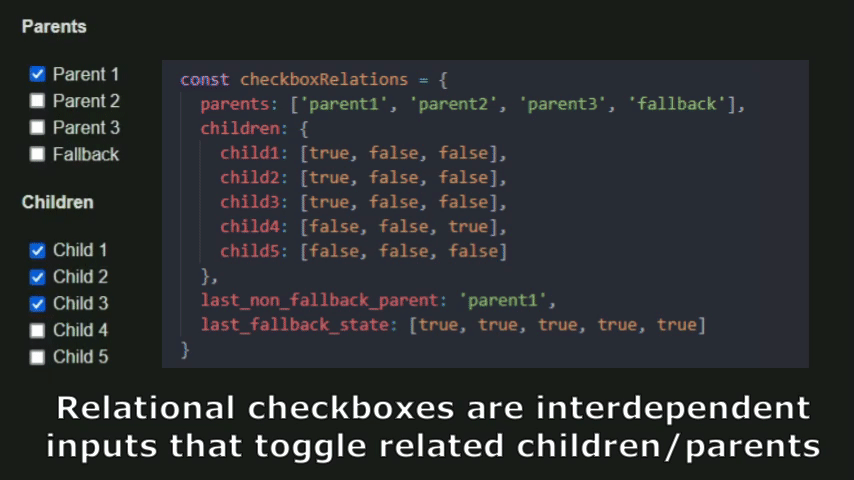 Parents
Parent 1
Parent 2
Parent 3
Fallback
Children
Child 1
Child 2
Child 3
Child 4
Child 5
const checkboxRelations = {
parents: ['parent1', 'parent2', 'parent3', 'fallback'],
children: {
child1: [true, false, false],
child2: [true, false, false],
child3: [true, false, false],
child4: [false, false, true],
child5: [false, false, false]
},
last_non_fallback_parent: 'parent1',
last_fallback_state: [true, true, true, true, true]
}
Relational checkboxes are interdependent
inputs that toggle related children/parents